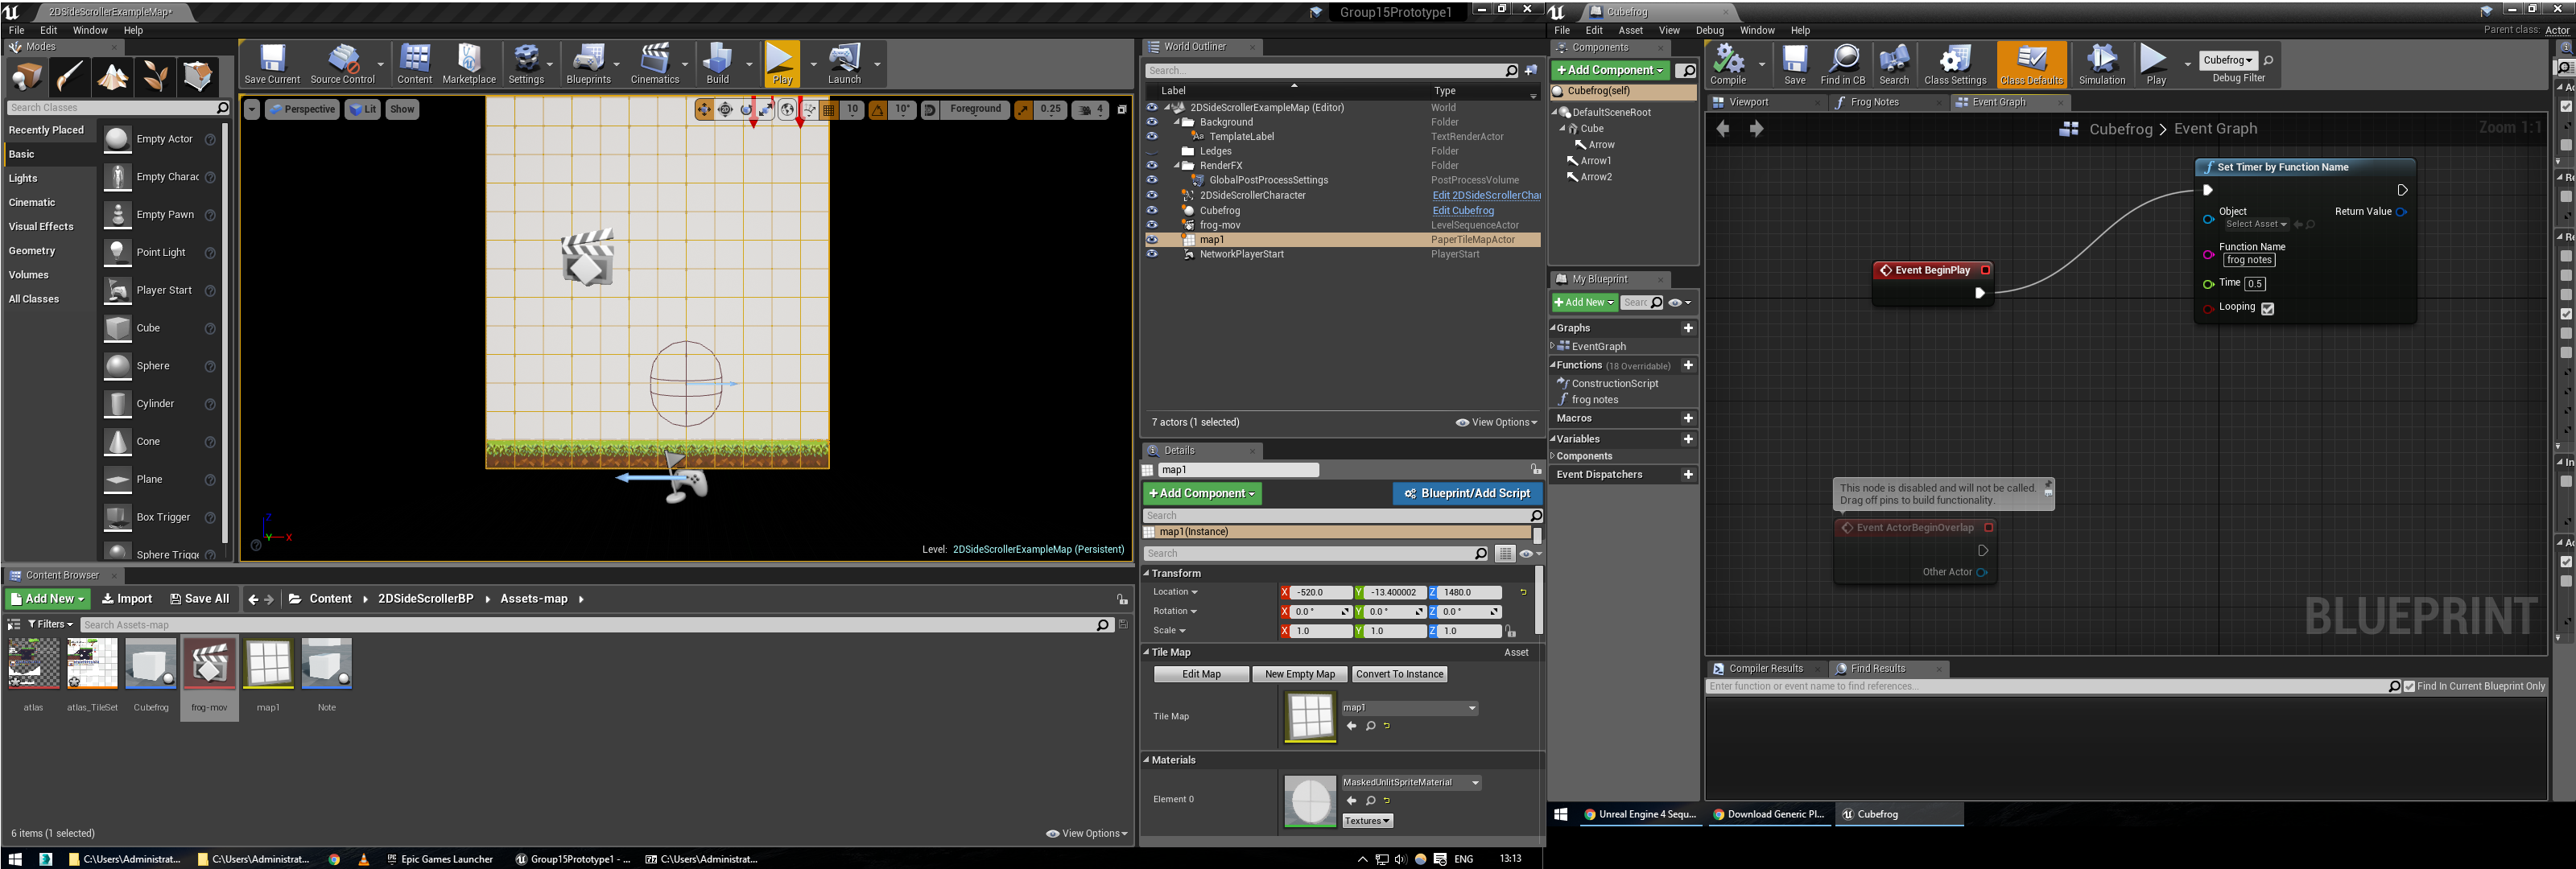 2DSideScrollerExampleMap*
Group15Prototype1
File Edit Window Help
Modes
Search Classes
Recently Placed
Basic
Lights
Cinematic
Visual Effects
Geometry
Volumes
All Classes
Empty Actor
Empty Charac
Empty Pawn
Point Light
Player Start
Cube
Sphere
Cylinder
Cone
Plane
Box Trigger
Sphere Trigge
Save Current
Source Control
Content
Marketplace
Settings
Blueprints
Cinematics
Build
Play
Launch
Perspective
Lit
Show
10
10°
Foreground
0.25
4
Z
Y
X
Level: 2DSideScrollerExampleMap (Persistent)
Content Browser
Add New
Import
Save All
Content
2DSideScrollerBP
Assets-map
Filters
Search Assets-map
atlas
atlas_TileSet
Cubefrog
frog-mov
map1
Note
6 items (1 selected)
View Options
World Outliner
Search...
Label Type
2DSideScrollerExampleMap (Editor) World
Background Folder
TemplateLabel TextRenderActor
Ledges Folder
RenderFX Folder
GlobalPostProcessSettings PostProcessVolume
2DSideScrollerCharacter Edit 2DSideScrollerChar
Cubefrog Edit Cubefrog
frog-mov LevelSequenceActor
map1 PaperTileMapActor
NetworkPlayerStart PlayerStart
7 actors (1 selected)
View Options
Details
map1
Add Component
Blueprint/Add Script
Search
map1(Instance)
Search
Transform
Location X -520.0 Y -13.400002 Z 1480.0
Rotation X 0.0 ° Y 0.0 ° Z 0.0 °
Scale X 1.0 Y 1.0 Z 1.0
Tile Map Asset
Edit Map
New Empty Map
Convert To Instance
Tile Map
map1
Materials
Element 0
MaskedUnlitSpriteMaterial
Textures
Cubefrog
File Edit Asset View Debug Window Help
Parent class: Actor
Components
Add Component
Cubefrog(self)
DefaultSceneRoot
Cube
Arrow
Arrow1
Arrow2
My Blueprint
Add New
Searc
Graphs
EventGraph
Functions (18 Overridable)
ConstructionScript
frog notes
Macros
Variables
Components
Event Dispatchers
Compile
Save
Find in CB
Search
Class Settings
Class Defaults
Simulation
Play
Cubefrog
Debug Filter
Viewport
Frog Notes
Event Graph
Cubefrog > Event Graph
Zoom 1:1
Set Timer by Function Name
Object
Return Value
Select Asset
Function Name
frog notes
Time 0.5
Looping
Event BeginPlay
This node is disabled and will not be called.
Drag off pins to build functionality.
Event ActorBeginOverlap
Other Actor
BLUEPRINT
Compiler Results
Find Results
Enter function or event name to find references...
Find In Current Blueprint Only
Unreal Engine 4 Sequ...
Download Generic Pl...
Cubefrog
C:\Users\Administrat...
C:\Users\Administrat...
Epic Games Launcher
Group15Prototype1 - ...
C:\Users\Administrat...
ENG
13:13